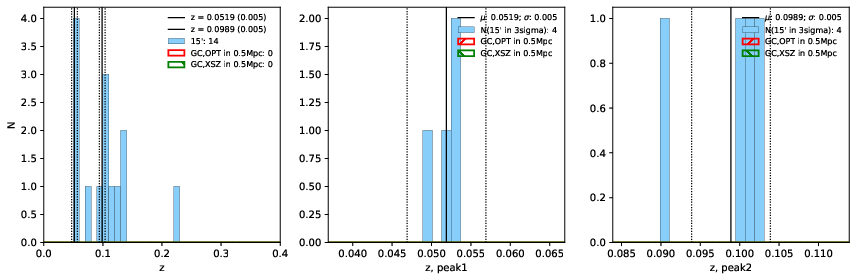 z = 0.0519 (0.005)
z = 0.0989 (0.005)
15': 14
GC,OPT in 0.5Mpc: 0
GC,XSZ in 0.5Mpc: 0
N
4.0
3.5
3.0
2.5
2.0
1.5
1.0
0.5
0.0
0.0 0.1 0.2 0.3 0.4
z
μ: 0.0519; σ: 0.005
N(15' in 3sigma): 4
GC,OPT in 0.5Mpc
GC,XSZ in 0.5Mpc
2.00
1.75
1.50
1.25
1.00
0.75
0.50
0.25
0.00
0.040 0.045 0.050 0.055 0.060 0.065
z, peak1
μ: 0.0989; σ: 0.005
N(15' in 3sigma): 4
GC,OPT in 0.5Mpc
GC,XSZ in 0.5Mpc
1.0
0.8
0.6
0.4
0.2
0.0
0.085 0.090 0.095 0.100 0.105 0.110
z, peak2